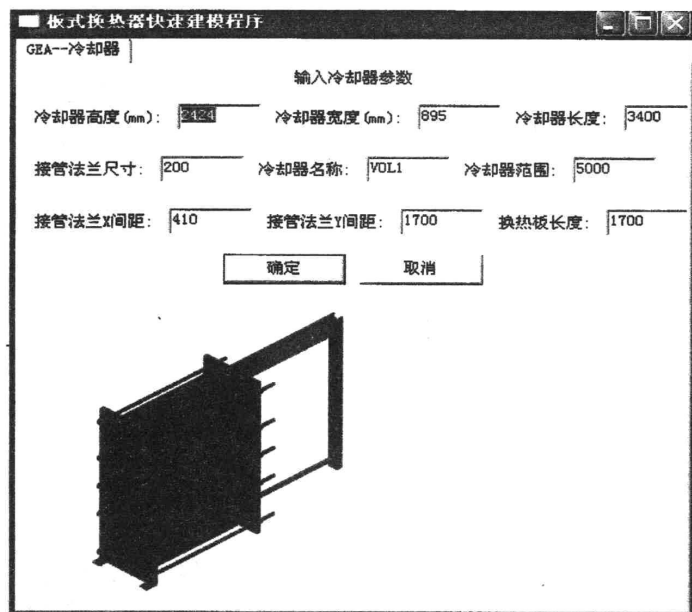 板式换热器快速建模程序
GEA--冷却器
输入冷却器参数
冷却器高度(mm): 2424 冷却器宽度(mm): 895 冷却器长度: 3400
接管法兰尺寸: 200 冷却器名称: VOL1 冷却器范围: 5000
接管法兰X间距: 410 接管法兰Y间距: 1700 换热板长度: 1700
确定 取消